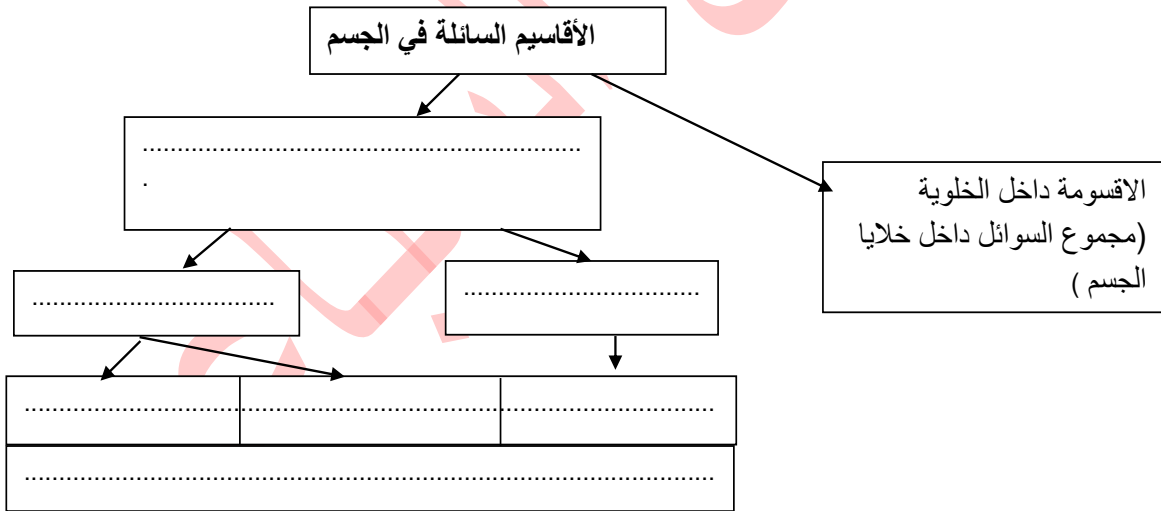 الأقاسيم السائلة في الجسم
............................................................
.
الاقسومة داخل الخلوية
(مجموع السوائل داخل خلايا
الجسم )
.................................
................................
..............................................................................................
..............................................................................................